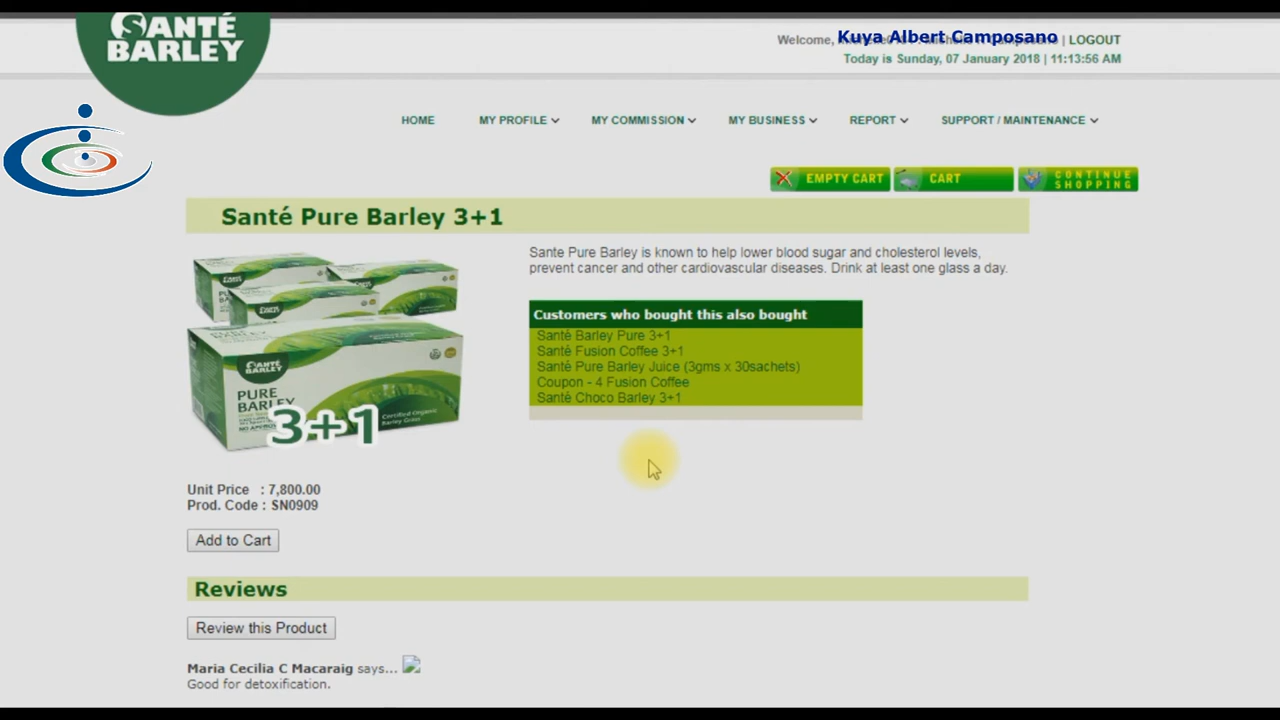 SANTÉ
BARLEY
Welcome, Kuya Albert Camposano | LOGOUT
Today is Sunday, 07 January 2018 | 11:13:56 AM
HOME MY PROFILE MY COMMISSION MY BUSINESS REPORT SUPPORT / MAINTENANCE
EMPTY CART CART CONTINUE SHOPPING
Santé Pure Barley 3+1
Sante Pure Barley is known to help lower blood sugar and cholesterol levels,
prevent cancer and other cardiovascular diseases. Drink at least one glass a day.
Customers who bought this also bought
Santé Barley Pure 3+1
Santé Fusion Coffee 3+1
Santé Pure Barley Juice (3gms x 30sachets)
Coupon - 4 Fusion Coffee
Santé Choco Barley 3+1
SANTÉ
BARLEY
PURE
BARLEY
Certified Organic
Barley Grass
3+1
Unit Price : 7,800.00
Prod. Code : SN0909
Add to Cart
Reviews
Review this Product
Maria Cecilia C Macaraig says...
Good for detoxification.